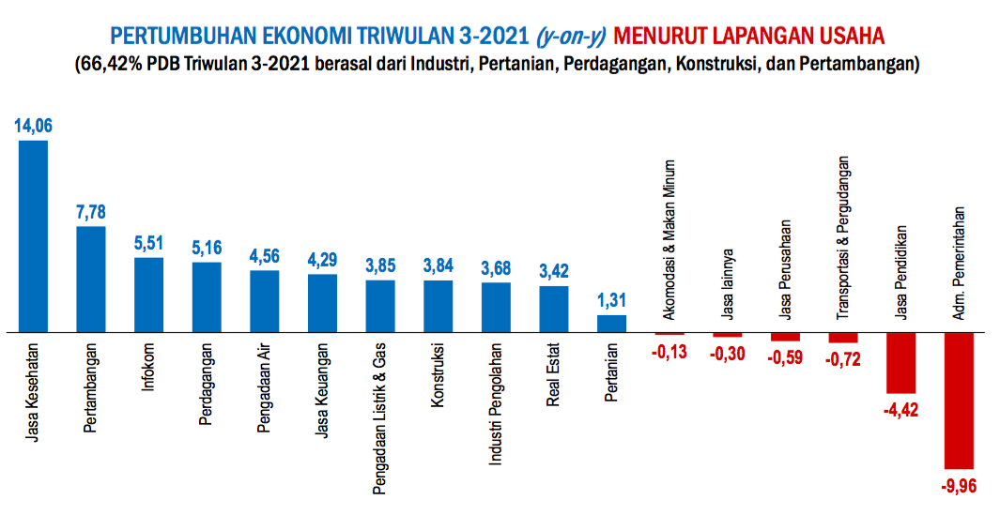 PERTUMBUHAN EKONOMI TRIWULAN 3-2021 (y-on-y) MENURUT LAPANGAN USAHA
(66,42% PDB Triwulan 3-2021 berasal dari Industri, Pertanian, Perdagangan, Konstruksi, dan Pertambangan)
14,06
Jasa Kesehatan
7,78
Pertambangan
5,51
Infokom
5,16
Perdagangan
4,56
Pengadaan Air
4,29
Jasa Keuangan
3,85
Pengadaan Listrik & Gas
3,84
Konstruksi
3,68
Industri Pengolahan
3,42
Real Estat
1,31
Pertanian
Akomodasi & Makan Minum
-0,13
Jasa lainnya
-0,30
Jasa Perusahaan
-0,59
Transportasi & Pergudangan
-0,72
Jasa Pendidikan
-4,42
Adm. Pemerintahan
-9,96